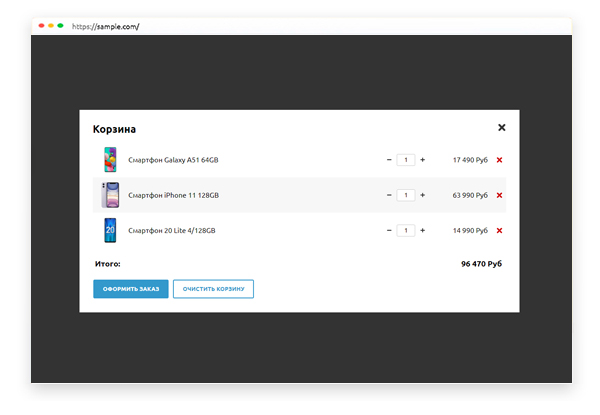 https://sample.com/
Корзина
Смартфон Galaxy A51 64GB − 1 + 17 490 Руб
Смартфон iPhone 11 128GB − 1 + 63 990 Руб
20
Смартфон 20 Lite 4/128GB − 1 + 14 990 Руб
Итого: 96 470 Руб
ОФОРМИТЬ ЗАКАЗ ОЧИСТИТЬ КОРЗИНУ